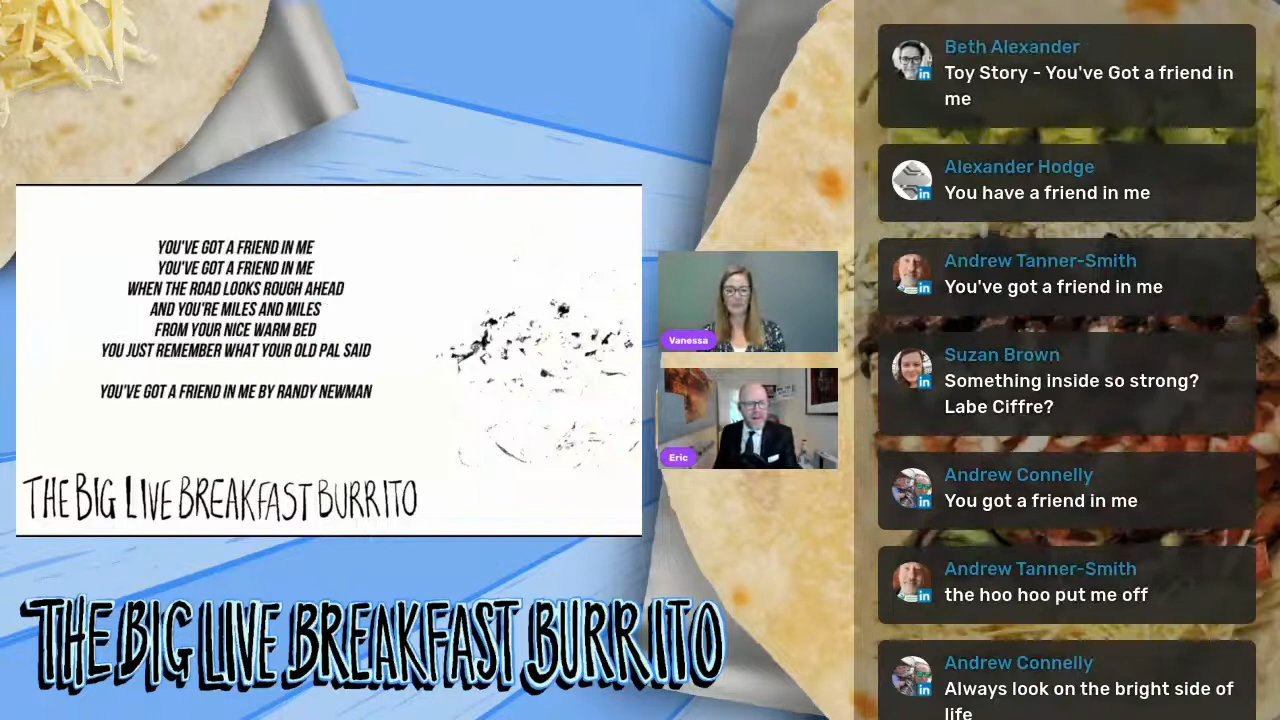 YOU'VE GOT A FRIEND IN ME
YOU'VE GOT A FRIEND IN ME
WHEN THE ROAD LOOKS ROUGH AHEAD
AND YOU'RE MILES AND MILES
FROM YOUR NICE WARM BED
YOU JUST REMEMBER WHAT YOUR OLD PAL SAID
YOU'VE GOT A FRIEND IN ME BY RANDY NEWMAN
THE BIG LIVE BREAKFAST BURRITO
Vanessa
Eric
THE BIG LIVE BREAKFAST BURRITO
Beth Alexander
Toy Story - You've Got a friend in
me
Alexander Hodge
You have a friend in me
Andrew Tanner-Smith
You've got a friend in me
Suzan Brown
Something inside so strong?
Labe Ciffre?
Andrew Connelly
You got a friend in me
Andrew Tanner-Smith
the hoo hoo put me off
Andrew Connelly
Always look on the bright side of
life